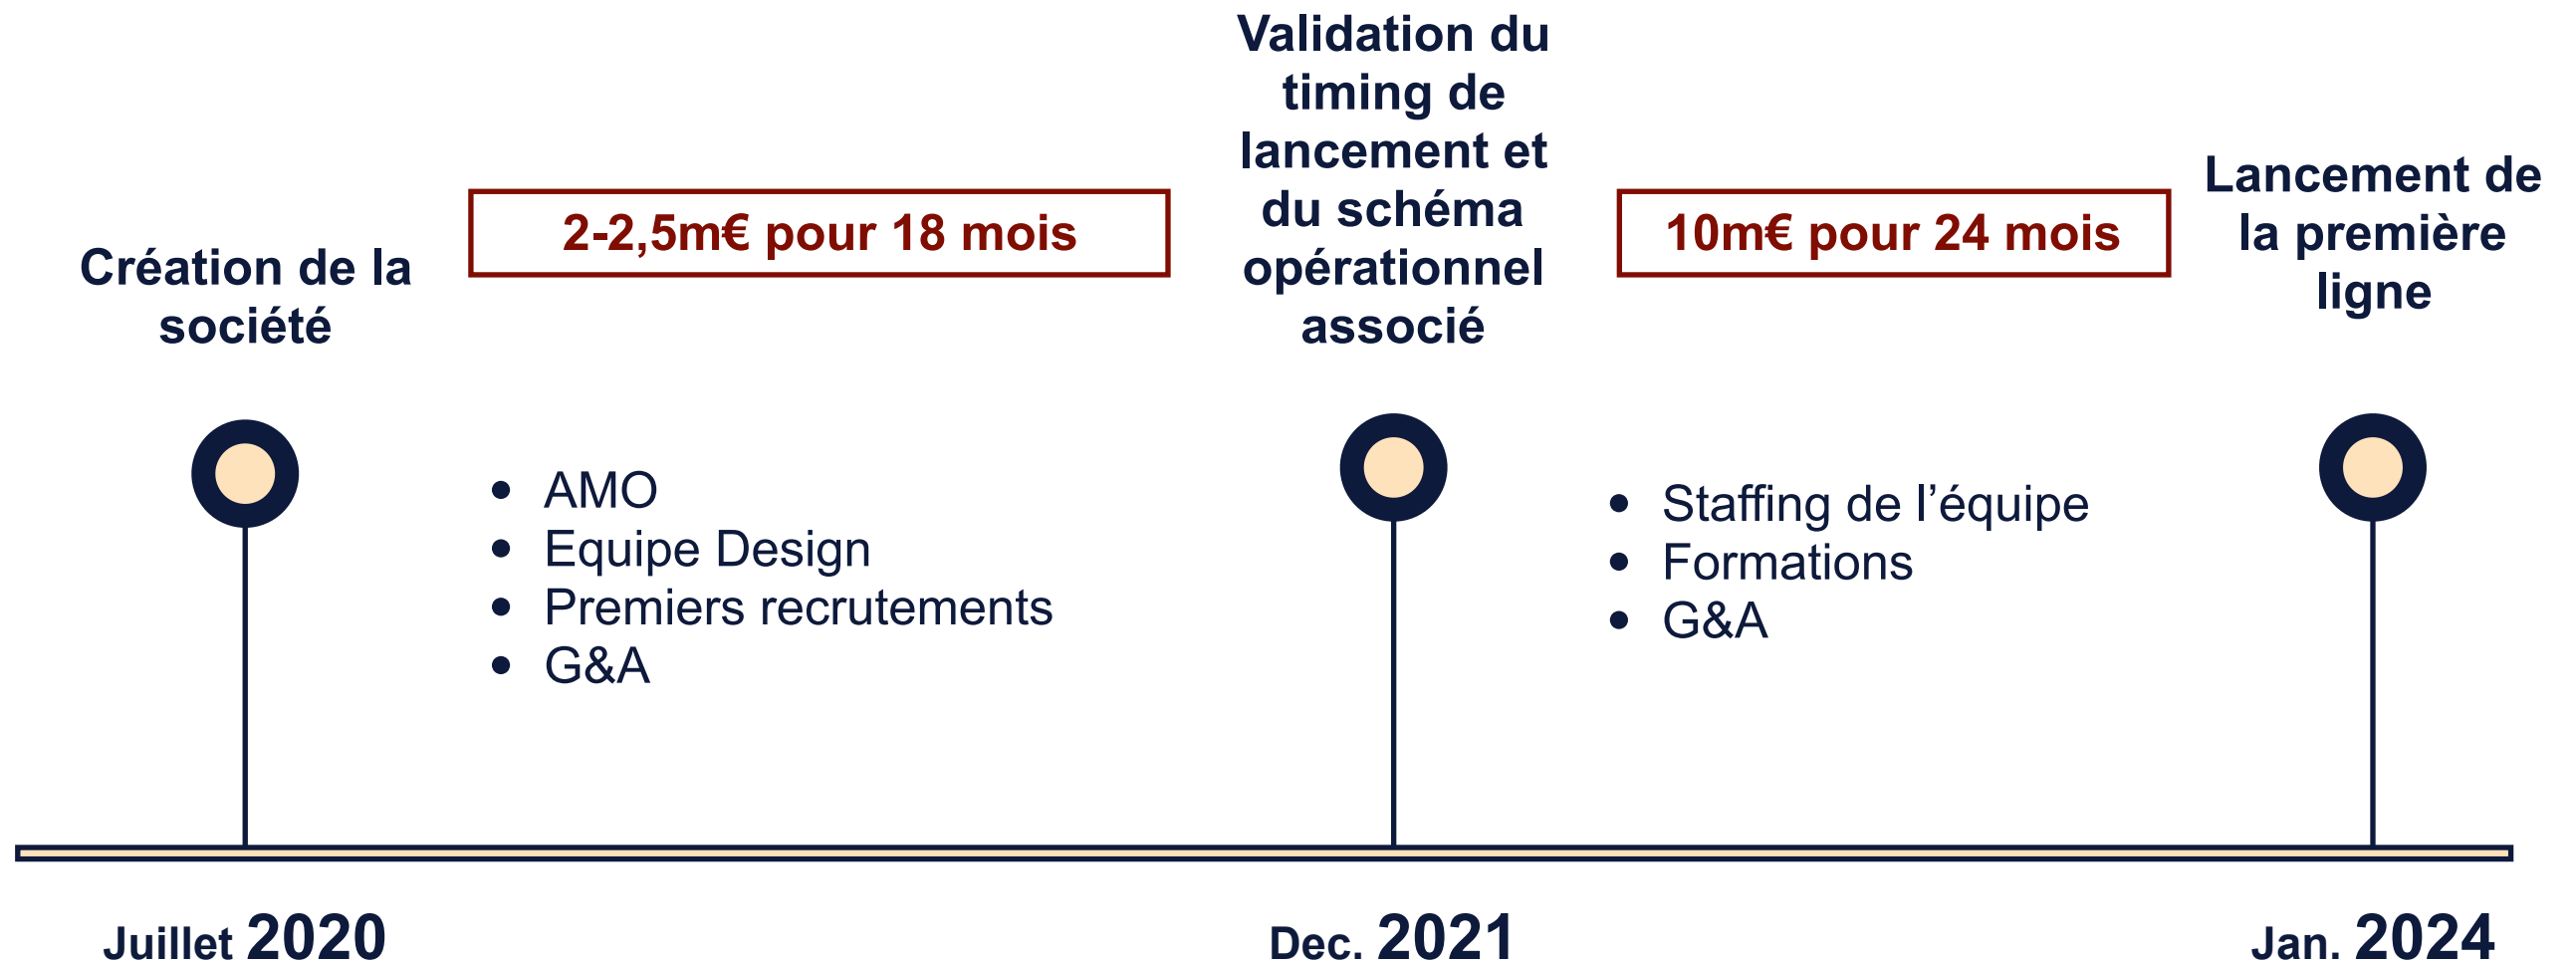 Création de la
société
2-2,5m€ pour 18 mois
• AMO
• Equipe Design
• Premiers recrutements
• G&A
Validation du
timing de
lancement et
du schéma
opérationnel
associé
10m€ pour 24 mois
• Staffing de l’équipe
• Formations
• G&A
Lancement de
la première
ligne
Juillet 2020
Dec. 2021
Jan. 2024